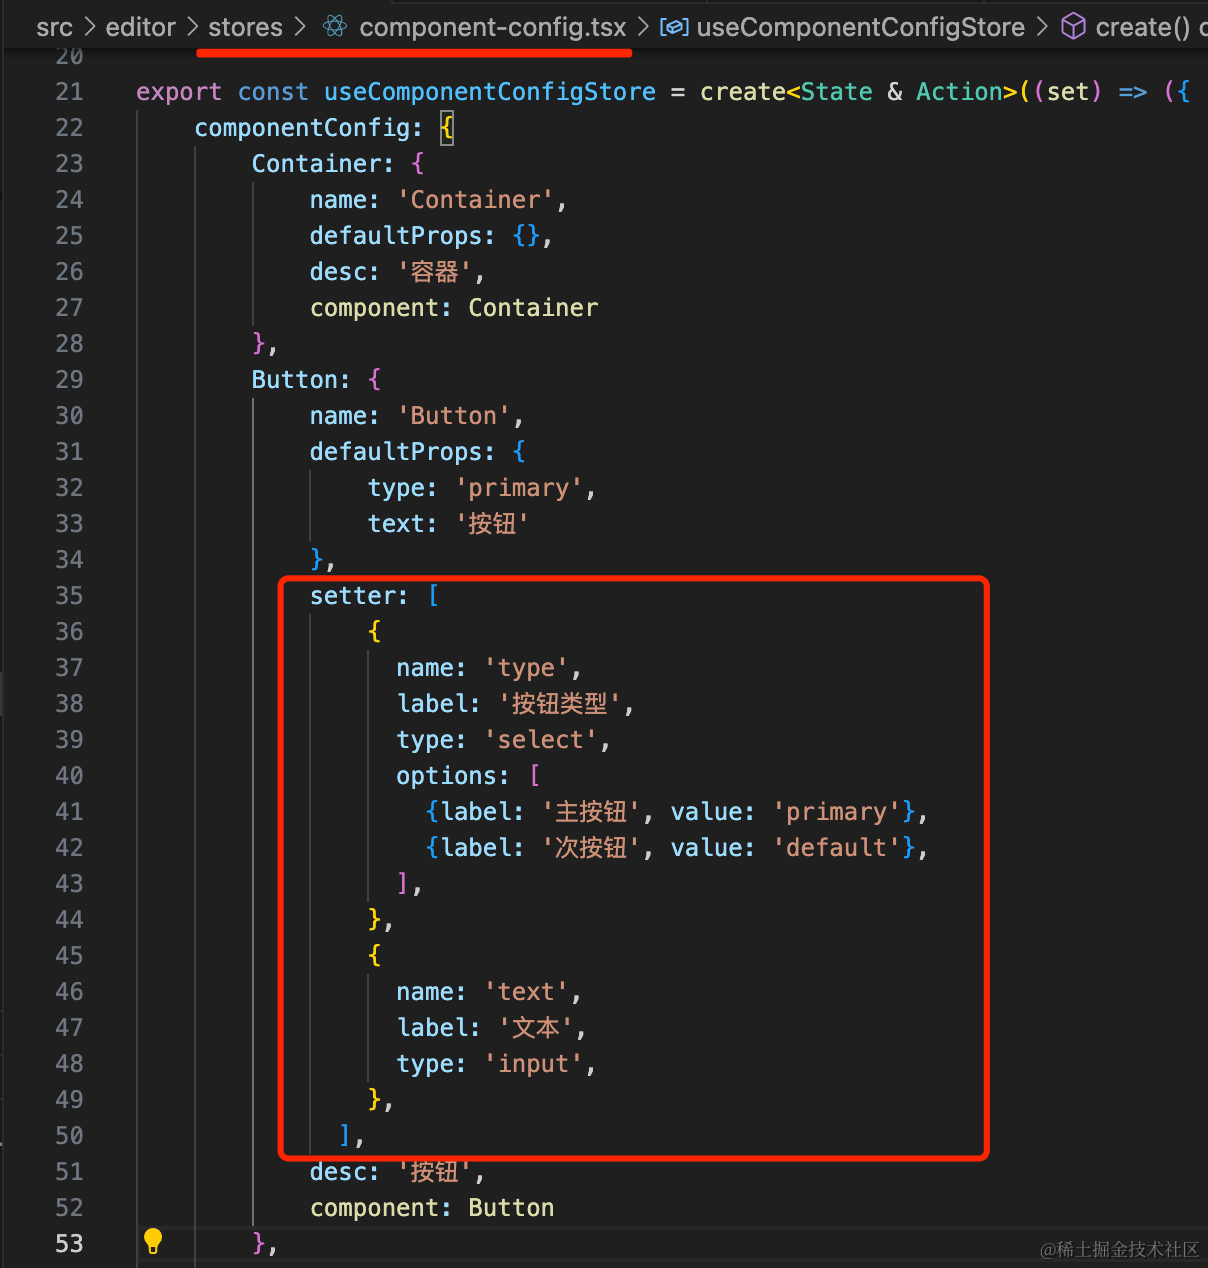 src > editor > stores > component-config.tsx > useComponentConfigStore > create()
20
21 export const useComponentConfigStore = create<State & Action>((set) => ({
22 componentConfig: {
23 Container: {
24 name: 'Container',
25 defaultProps: {},
26 desc: '容器',
27 component: Container
28 },
29 Button: {
30 name: 'Button',
31 defaultProps: {
32 type: 'primary',
33 text: '按钮'
34 },
35 setter: [
36 {
37 name: 'type',
38 label: '按钮类型',
39 type: 'select',
40 options: [
41 {label: '主按钮', value: 'primary'},
42 {label: '次按钮', value: 'default'},
43 ],
44 },
45 {
46 name: 'text',
47 label: '文本',
48 type: 'input',
49 },
50 ],
51 desc: '按钮',
52 component: Button
53 },
@稀土掘金技术社区